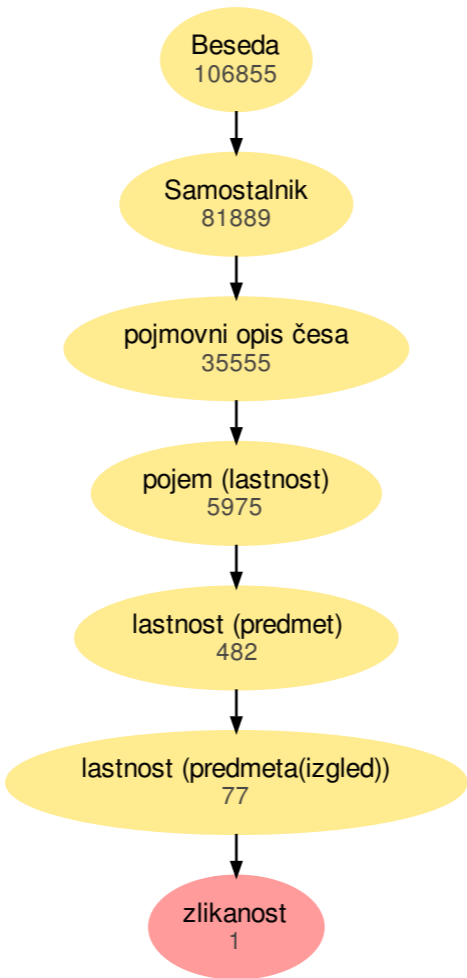 Beseda
106855
Samostalnik
81889
pojmovni opis česa
35555
pojem (lastnost)
5975
lastnost (predmet)
482
lastnost (predmeta(izgled))
77
zlikanost
1